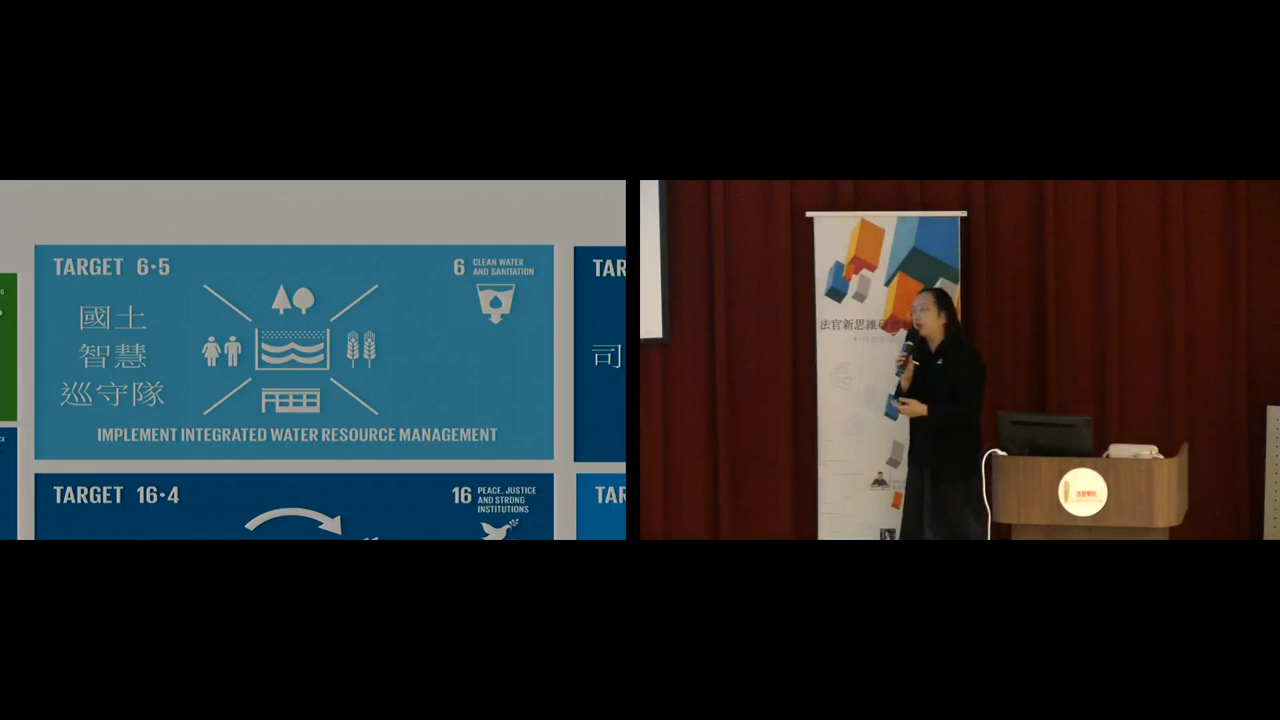 TARGET 6•5
6 CLEAN WATER
AND SANITATION
國土
智慧
巡守隊
IMPLEMENT INTEGRATED WATER RESOURCE MANAGEMENT
TARGET 16•4
16 PEACE, JUSTICE
AND STRONG
INSTITUTIONS
TAR
司
TAR
法官新思維